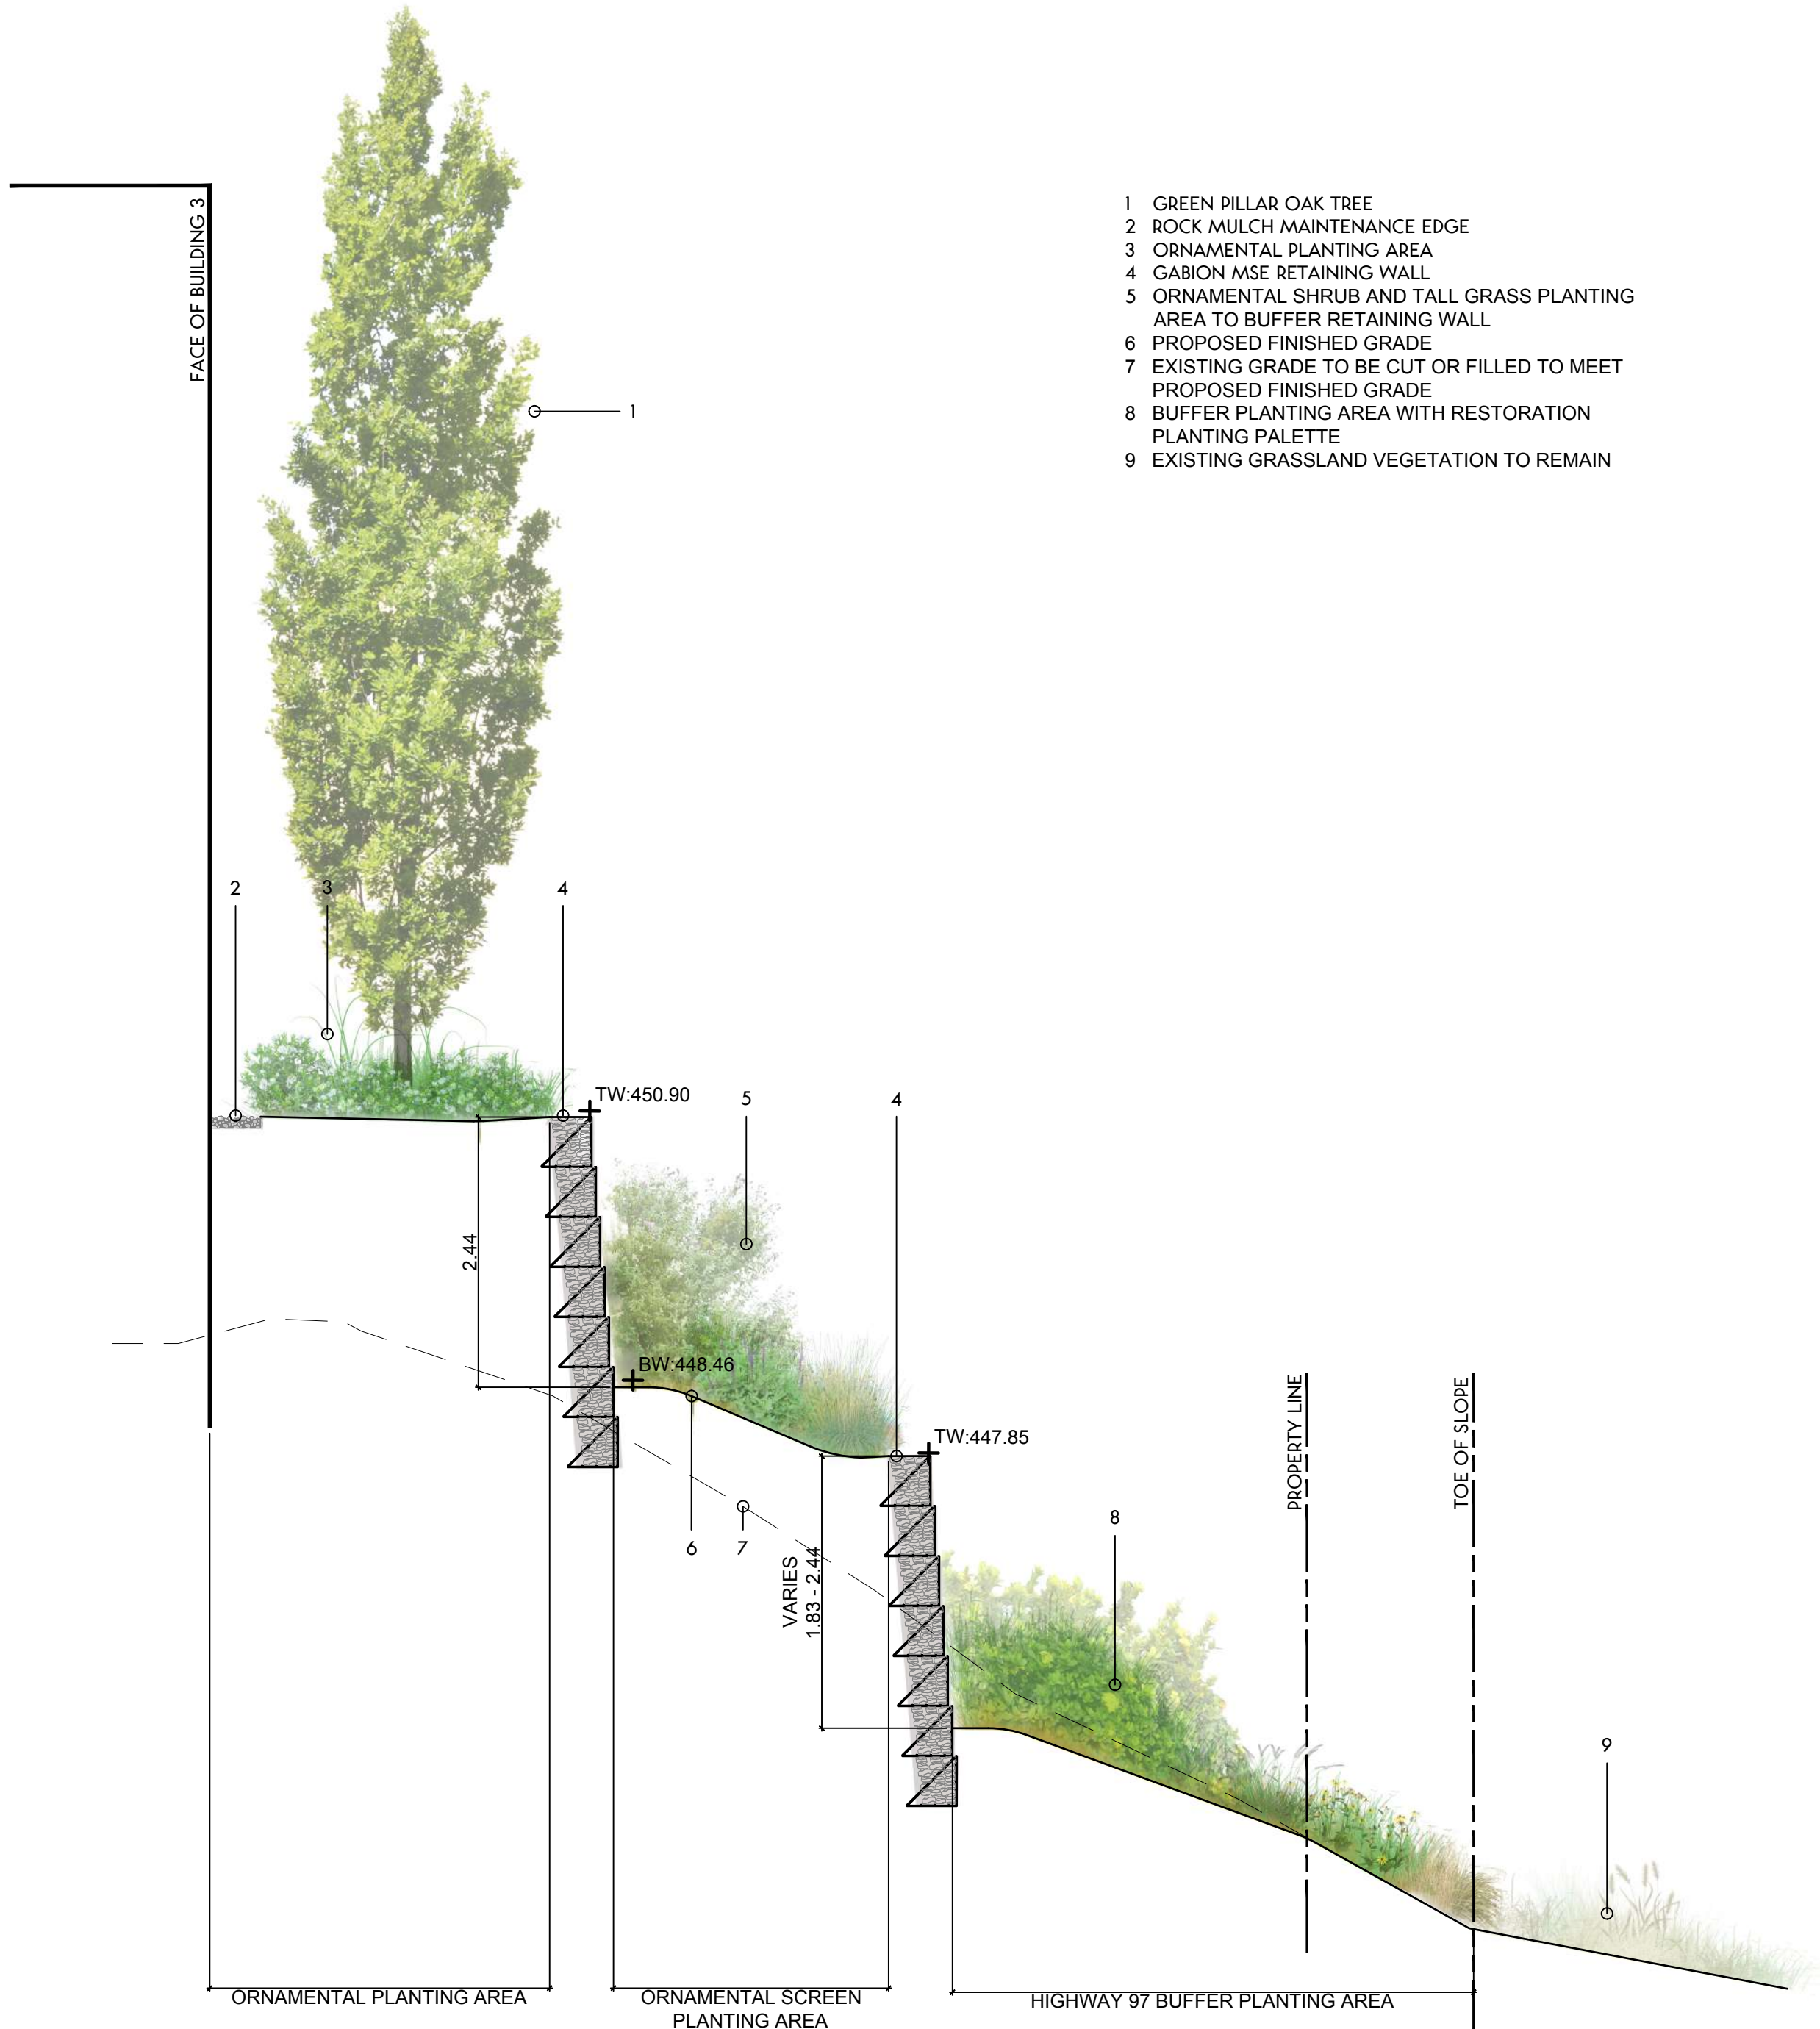 FACE OF BUILDING 3
1 GREEN PILLAR OAK TREE
2 ROCK MULCH MAINTENANCE EDGE
3 ORNAMENTAL PLANTING AREA
4 GABION MSE RETAINING WALL
5 ORNAMENTAL SHRUB AND TALL GRASS PLANTING
AREA TO BUFFER RETAINING WALL
6 PROPOSED FINISHED GRADE
7 EXISTING GRADE TO BE CUT OR FILLED TO MEET
PROPOSED FINISHED GRADE
8 BUFFER PLANTING AREA WITH RESTORATION
PLANTING PALETTE
9 EXISTING GRASSLAND VEGETATION TO REMAIN
1
2
3
4
TW:450.90
5
4
2.44
BW:448.46
TW:447.85
PROPERTY LINE
TOE OF SLOPE
6
7
8
VARIES
1.83 - 2.44
9
ORNAMENTAL PLANTING AREA
ORNAMENTAL SCREEN
PLANTING AREA
HIGHWAY 97 BUFFER PLANTING AREA